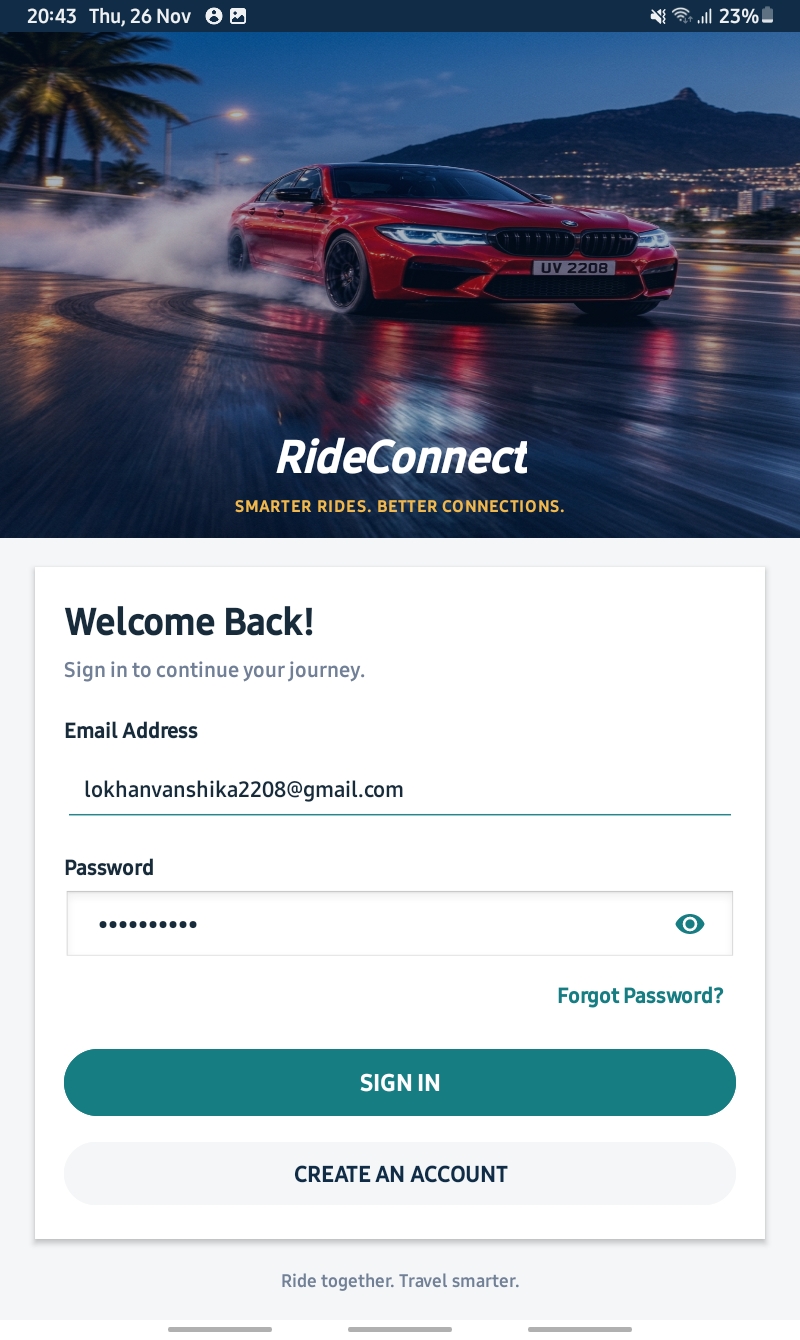 20:43 Thu, 26 Nov 23%
UV 2208
RideConnect
SMARTER RIDES. BETTER CONNECTIONS.
Welcome Back!
Sign in to continue your journey.
Email Address
lokhanvanshika2208@gmail.com
Password
••••••••••
Forgot Password?
SIGN IN
CREATE AN ACCOUNT
Ride together. Travel smarter.